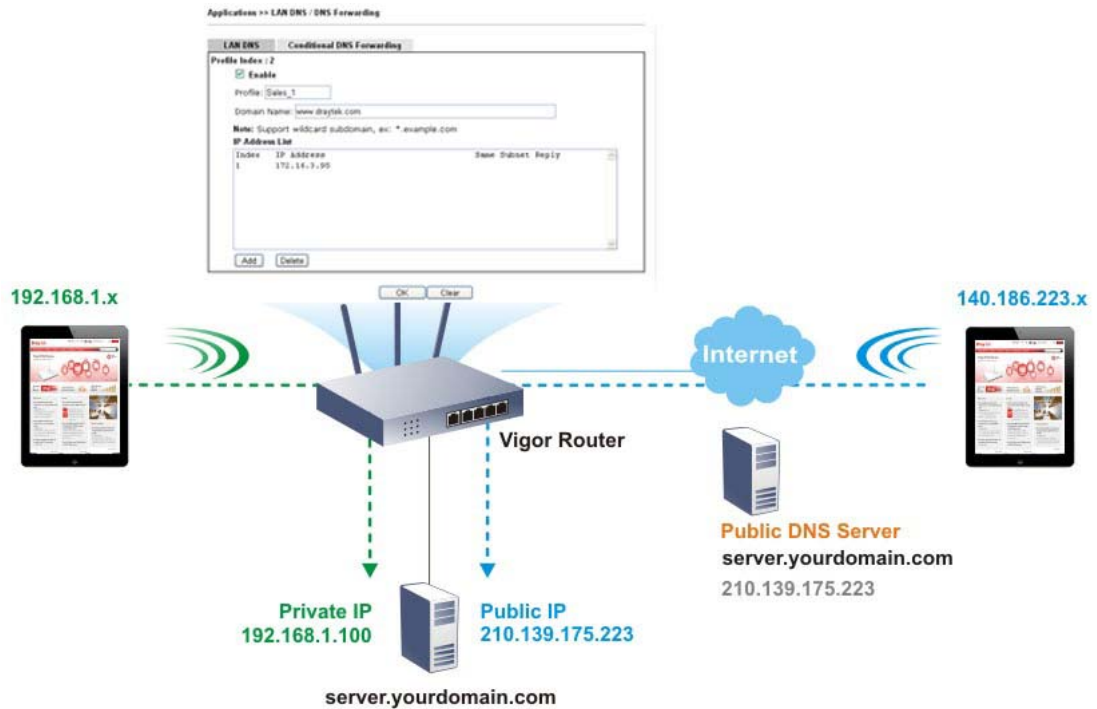 Applications >> LAN DNS / DNS Forwarding
LAN DNS Conditional DNS Forwarding
Profile Index : 2
Enable
Profile: Sales_1
Domain Name: www.draytek.com
Note: Support wildcard subdomain, ex: *.example.com
IP Address List
Index IP Address Same Subnet Reply
1 172.16.3.95
Add Delete
OK Clear
192.168.1.x
140.186.223.x
Internet
Vigor Router
Public DNS Server
server.yourdomain.com
210.139.175.223
Private IP
192.168.1.100
Public IP
210.139.175.223
server.yourdomain.com